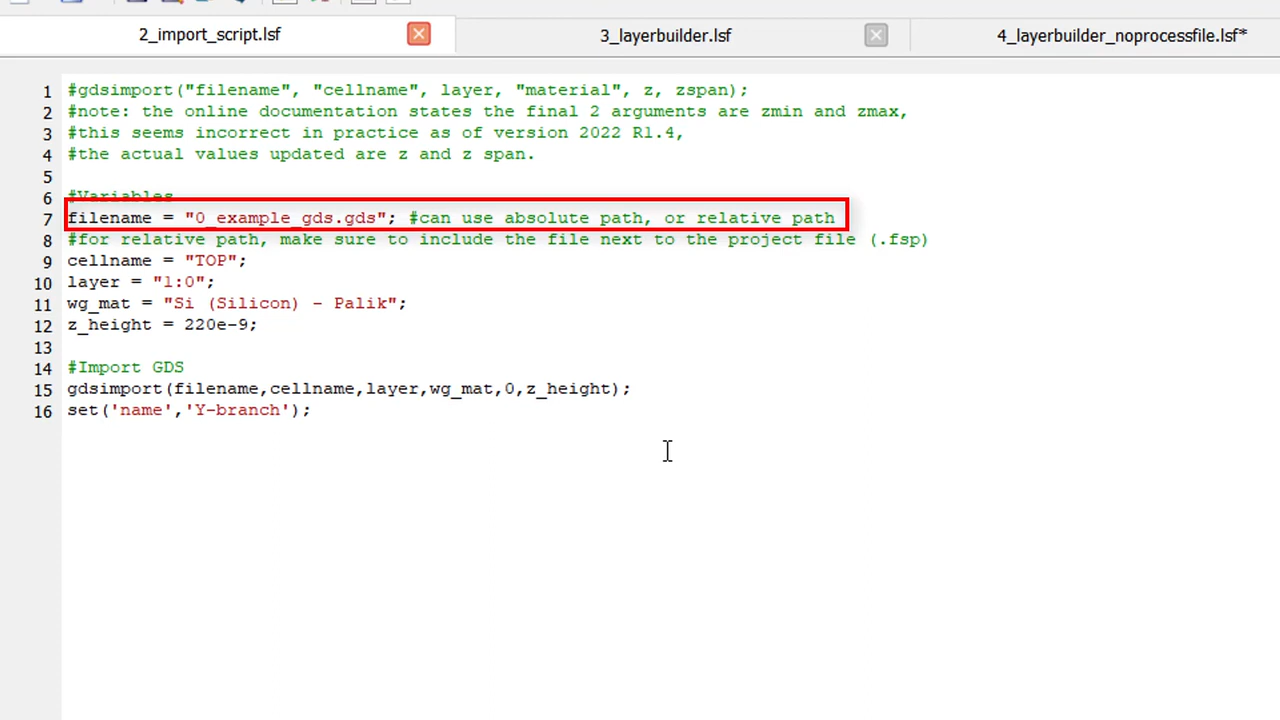 2_import_script.lsf
3_layerbuilder.lsf
4_layerbuilder_noprocessfile.lsf*
1 #gdsimport("filename", "cellname", layer, "material", z, zspan);
2 #note: the online documentation states the final 2 arguments are zmin and zmax,
3 #this seems incorrect in practice as of version 2022 R1.4,
4 #the actual values updated are z and z span.
5
6 #Variables
7 filename = "0_example_gds.gds"; #can use absolute path, or relative path
8 #for relative path, make sure to include the file next to the project file (.fsp)
9 cellname = "TOP";
10 layer = "1:0";
11 wg_mat = "Si (Silicon) - Palik";
12 z_height = 220e-9;
13
14 #Import GDS
15 gdsimport(filename,cellname,layer,wg_mat,0,z_height);
16 set('name','Y-branch');